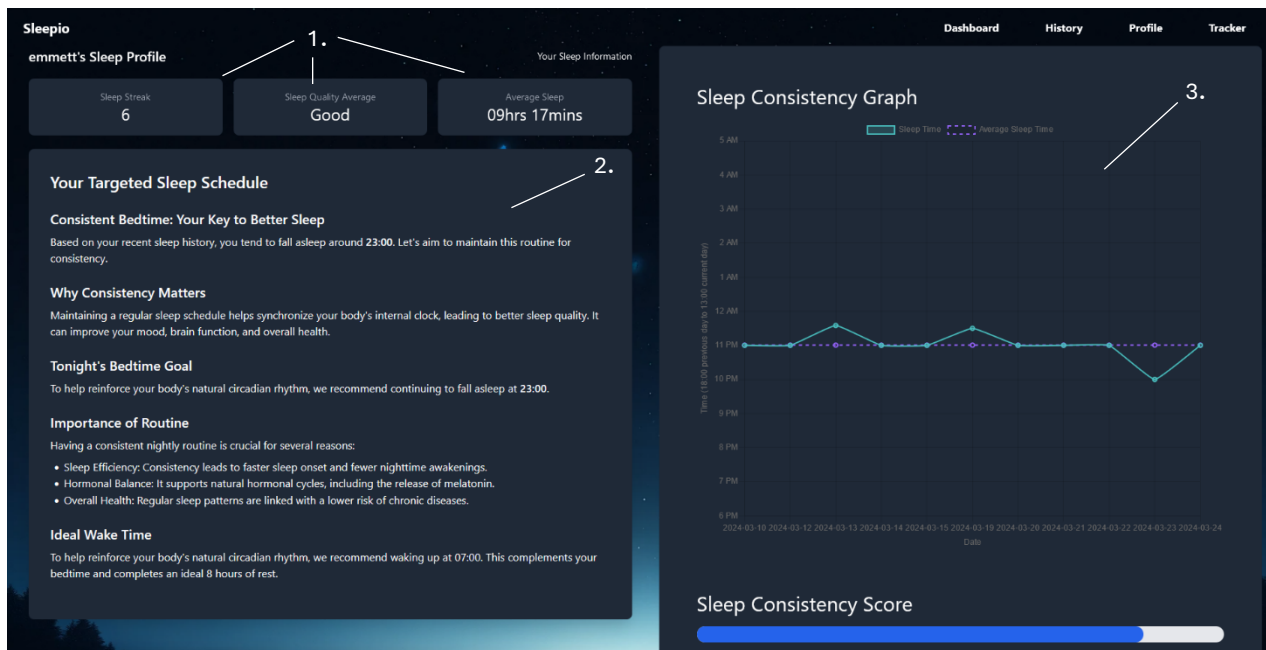 Sleepio
Dashboard History Profile Tracker
emmett's Sleep Profile
Your Sleep Information
1.
Sleep Streak
6
Sleep Quality Average
Good
Average Sleep
09hrs 17mins
2.
Your Targeted Sleep Schedule
Consistent Bedtime: Your Key to Better Sleep
Based on your recent sleep history, you tend to fall asleep around 23:00. Let's aim to maintain this routine for
consistency.
Why Consistency Matters
Maintaining a regular sleep schedule helps synchronize your body's internal clock, leading to better sleep quality. It
can improve your mood, brain function, and overall health.
Tonight's Bedtime Goal
To help reinforce your body's natural circadian rhythm, we recommend continuing to fall asleep at 23:00.
Importance of Routine
Having a consistent nightly routine is crucial for several reasons:
• Sleep Efficiency: Consistency leads to faster sleep onset and fewer nighttime awakenings.
• Hormonal Balance: It supports natural hormonal cycles, including the release of melatonin.
• Overall Health: Regular sleep patterns are linked with a lower risk of chronic diseases.
Ideal Wake Time
To help reinforce your body's natural circadian rhythm, we recommend waking up at 07:00. This complements your
bedtime and completes an ideal 8 hours of rest.
Sleep Consistency Graph
3.
Sleep Time Average Sleep Time
5 AM
4 AM
3 AM
2 AM
1 AM
12 AM
11 PM
10 PM
9 PM
8 PM
7 PM
6 PM
Time (18:00 previous day to 13:00 current day)
2024-03-10 2024-03-12 2024-03-13 2024-03-14 2024-03-15 2024-03-19 2024-03-20 2024-03-21 2024-03-22 2024-03-23 2024-03-24
Date
Sleep Consistency Score